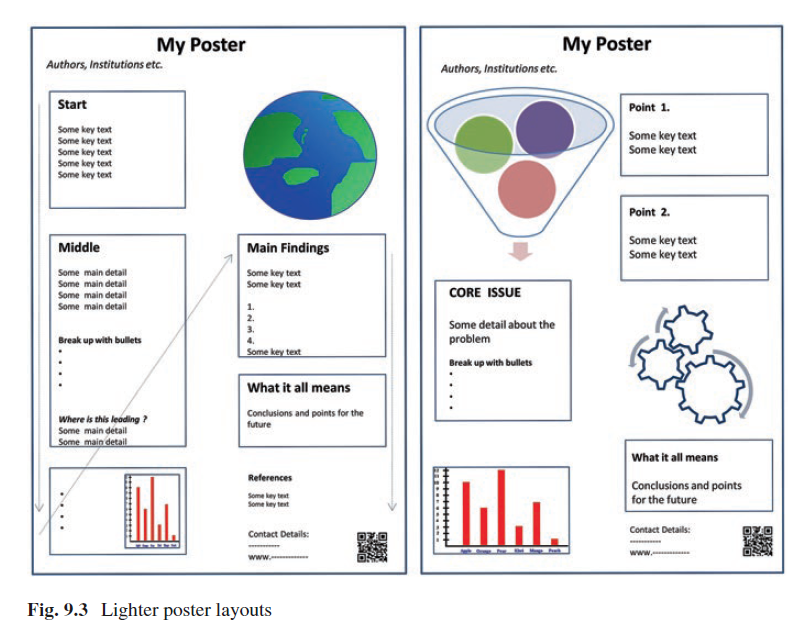 My Poster
Authors, Institutions etc.
Start
Some key text
Some key text
Some key text
Some key text
Some key text
Middle
Some main detail
Some main detail
Some main detail
Some main detail
Break up with bullets
•
•
•
•
Where is this leading ?
Some main detail
Some main detail
•
•
•
•
Main Findings
Some key text
Some key text
1.
2.
3.
4.
Some key text
What it all means
Conclusions and points for the
future
References
Some key text
Some key text
Contact Details:
-----------
www.-------------
My Poster
Authors, Institutions etc.
CORE ISSUE
Some detail about the
problem
Break up with bullets
•
•
•
•
Apple Orange Pear Kiwi Mango Peach
Point 1.
Some key text
Some key text
Point 2.
Some key text
Some key text
What it all means
Conclusions and points
for the future
Contact Details:
-----------
www.-------------
Fig. 9.3 Lighter poster layouts